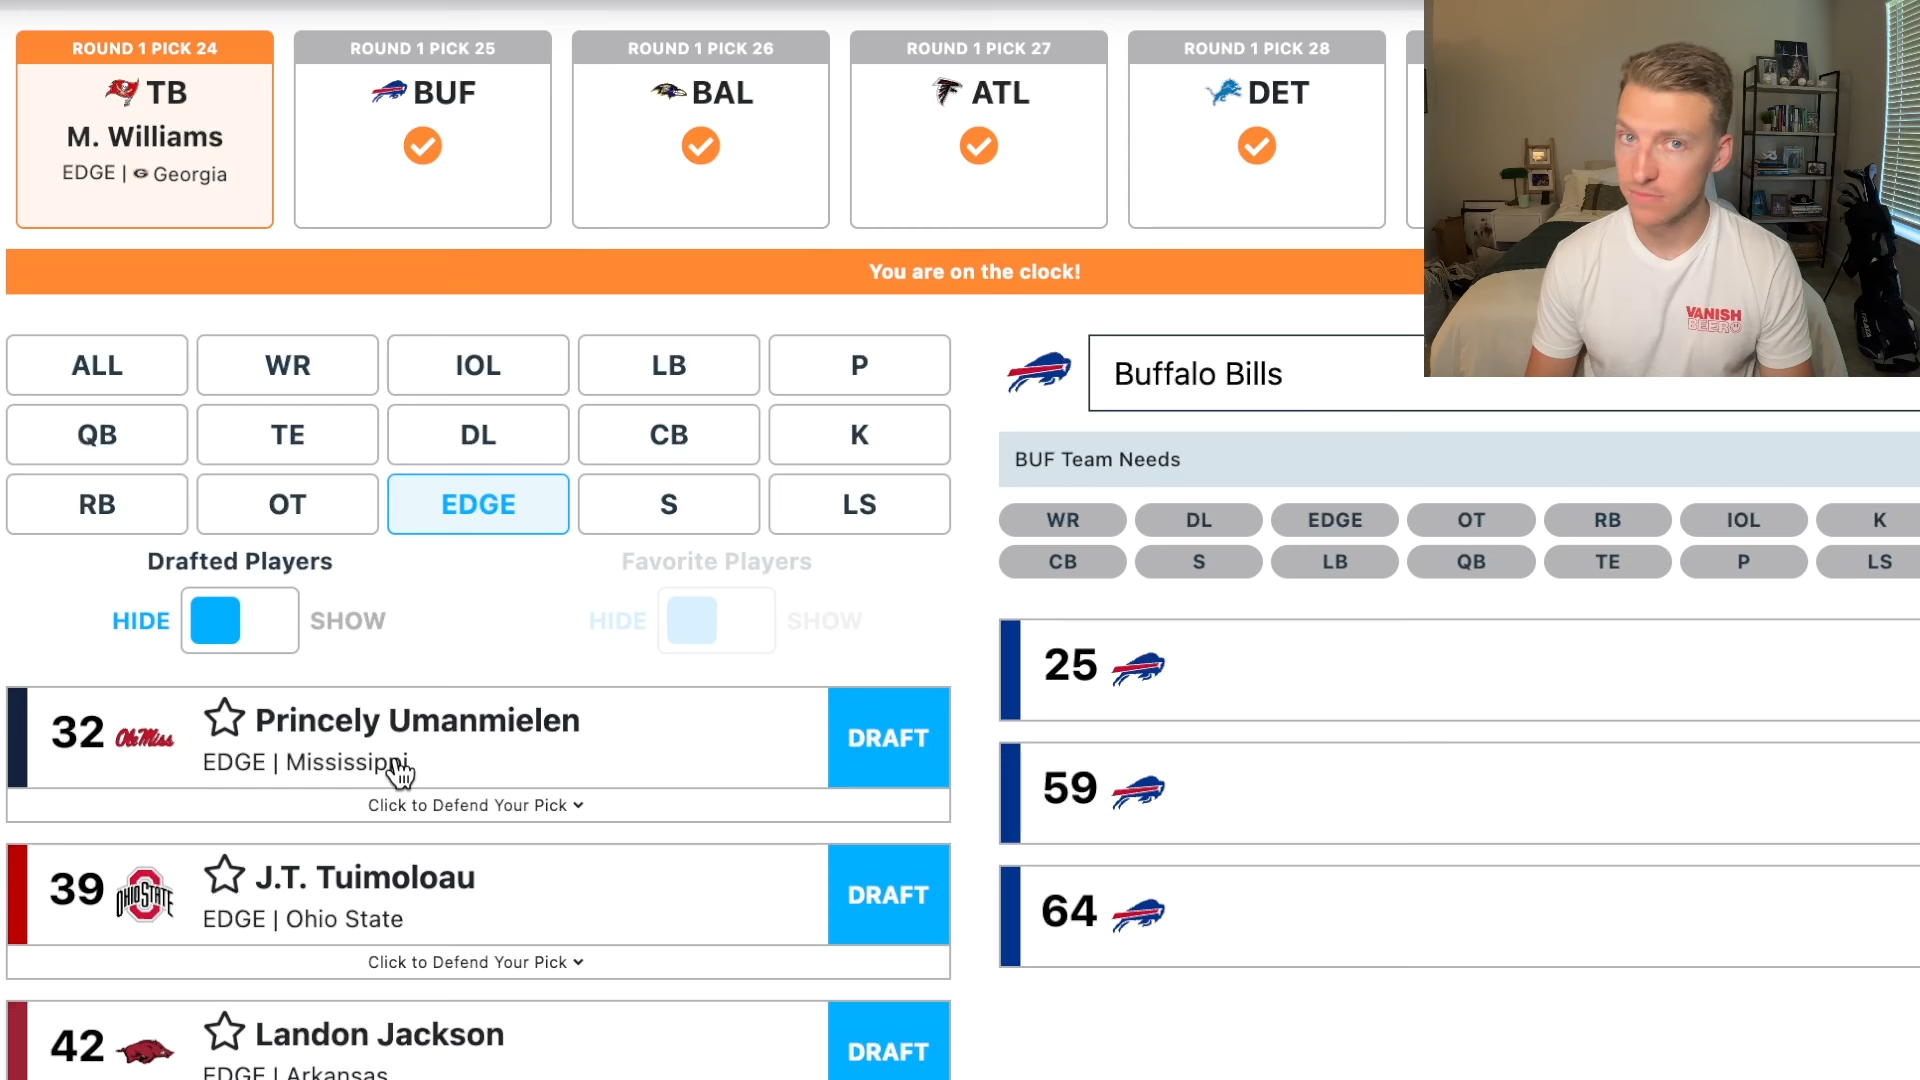 ROUND 1 PICK 24
TB
M. Williams
EDGE | Georgia
ROUND 1 PICK 25
BUF
ROUND 1 PICK 26
BAL
ROUND 1 PICK 27
ATL
ROUND 1 PICK 28
DET
VANISH
BEER
You are on the clock!
ALL
WR
IOL
LB
P
QB
TE
DL
CB
K
RB
OT
EDGE
S
LS
Drafted Players
HIDE
SHOW
Favorite Players
HIDE
SHOW
32
Ole Miss
Princely Umanmielen
EDGE | Mississippi
DRAFT
Click to Defend Your Pick
39
OHIO STATE
J.T. Tuimoloau
EDGE | Ohio State
DRAFT
Click to Defend Your Pick
42
Landon Jackson
EDGE | Arkansas
DRAFT
Buffalo Bills
BUF Team Needs
WR
DL
EDGE
OT
RB
IOL
K
CB
S
LB
QB
TE
P
LS
25
59
64